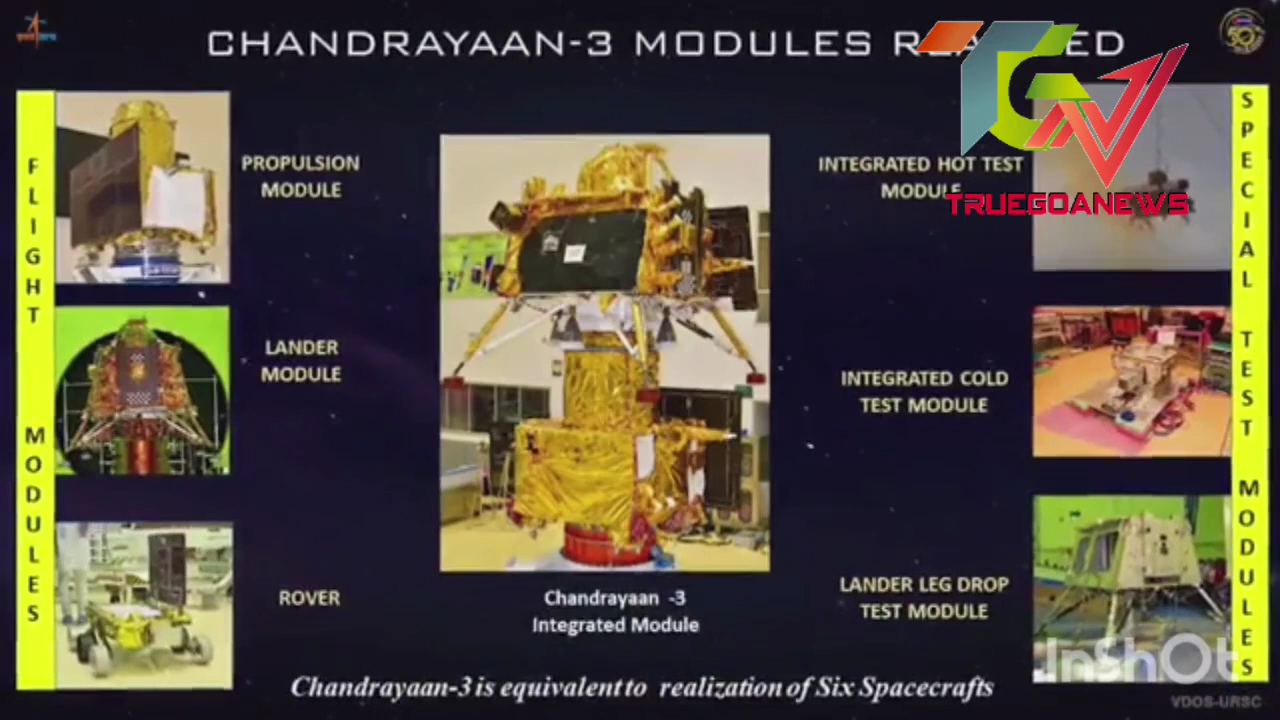 CHANDRAYAAN-3 MODULES
TRUEGOANEWS
FLIGHT MODULES
PROPULSION
MODULE
LANDER
MODULE
ROVER
Chandrayaan -3
Integrated Module
INTEGRATED HOT TEST
MODULE
INTEGRATED COLD
TEST MODULE
LANDER LEG DROP
TEST MODULE
SPECIAL TEST MODULES
Chandrayaan-3 is equivalent to realization of Six Spacecrafts
InShOt
VDOS-URSC